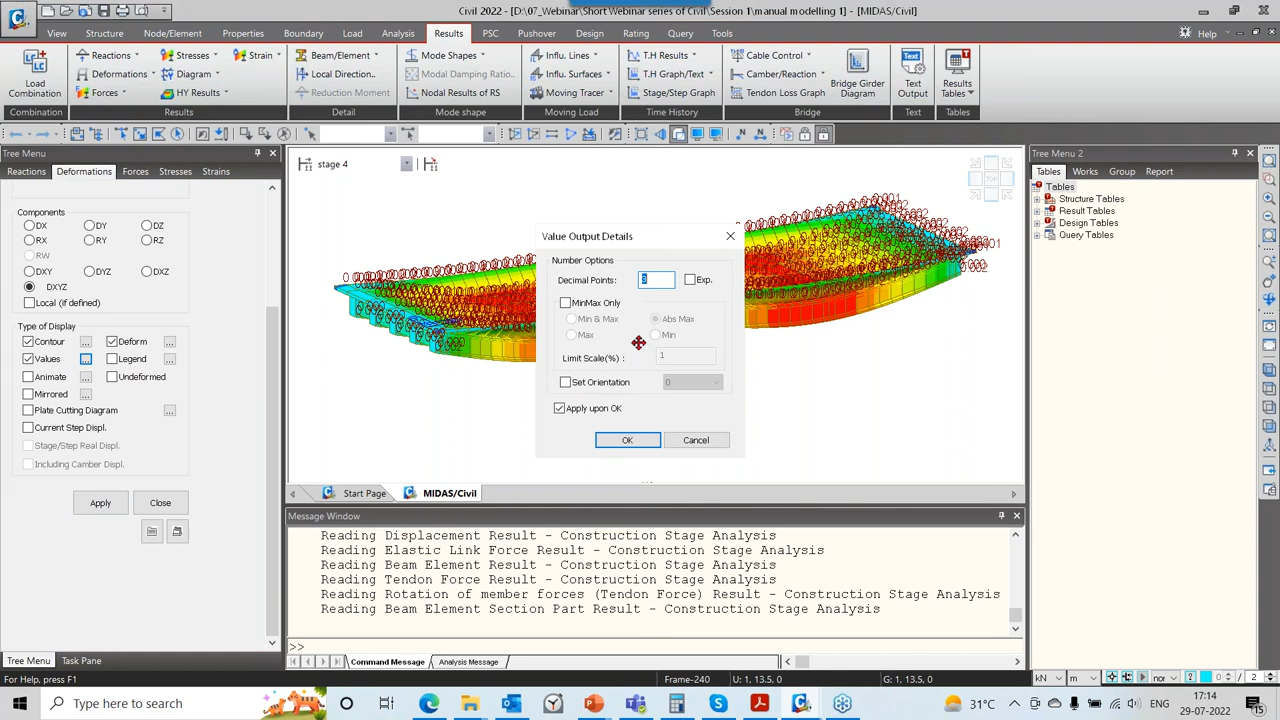 Civil 2022 - [D:\07_Webinar\Short Webinar series of Civil\Session 1\manual modelling 1] - [MIDAS/Civil]
View Structure Node/Element Properties Boundary Load Analysis Results PSC Pushover Design Rating Query Tools Help
Load Combination
Reactions
Deformations
Forces
Stresses
Diagram
HY Results
Strain
Beam/Element
Local Direction..
Reduction Moment
Mode Shapes
Modal Damping Ratio..
Nodal Results of RS
Influ. Lines
Influ. Surfaces
Moving Tracer
T.H Results
T.H Graph/Text
Stage/Step Graph
Cable Control
Camber/Reaction
Tendon Loss Graph
Bridge Girder Diagram
Text Output
Results Tables
Combination Results Detail Mode shape Moving Load Time History Bridge Text Tables
Tree Menu
Reactions Deformations Forces Stresses Strains
Components
DX DY DZ
RX RY RZ
RW
DXY DYZ DXZ
DXYZ
Local (if defined)
Type of Display
Contour ... Deform ...
Values ... Legend ...
Animate ... Undeformed
Mirrored ...
Plate Cutting Diagram ...
Current Step Displ.
Stage/Step Real Displ.
Including Camber Displ.
Apply Close
Tree Menu Task Pane
stage 4
TOP
Value Output Details
Number Options
Decimal Points: 3 Exp.
MinMax Only
Min & Max Abs Max
Max Min
Limit Scale(%) : 1
Set Orientation 0
Apply upon OK
OK Cancel
Start Page MIDAS/Civil
Message Window
Reading Displacement Result - Construction Stage Analysis
Reading Elastic Link Force Result - Construction Stage Analysis
Reading Beam Element Result - Construction Stage Analysis
Reading Tendon Force Result - Construction Stage Analysis
Reading Rotation of member forces (Tendon Force) Result - Construction Stage Analysis
Reading Beam Element Section Part Result - Construction Stage Analysis
>>
Command Message Analysis Message
Tree Menu 2
Tables Works Group Report
Tables
Structure Tables
Result Tables
Design Tables
Query Tables
For Help, press F1
Frame-240 U: 1, 13.5, 0 G: 1, 13.5, 0 kN m nor 0 / 2
Type here to search
31°C
17:14
29-07-2022
15